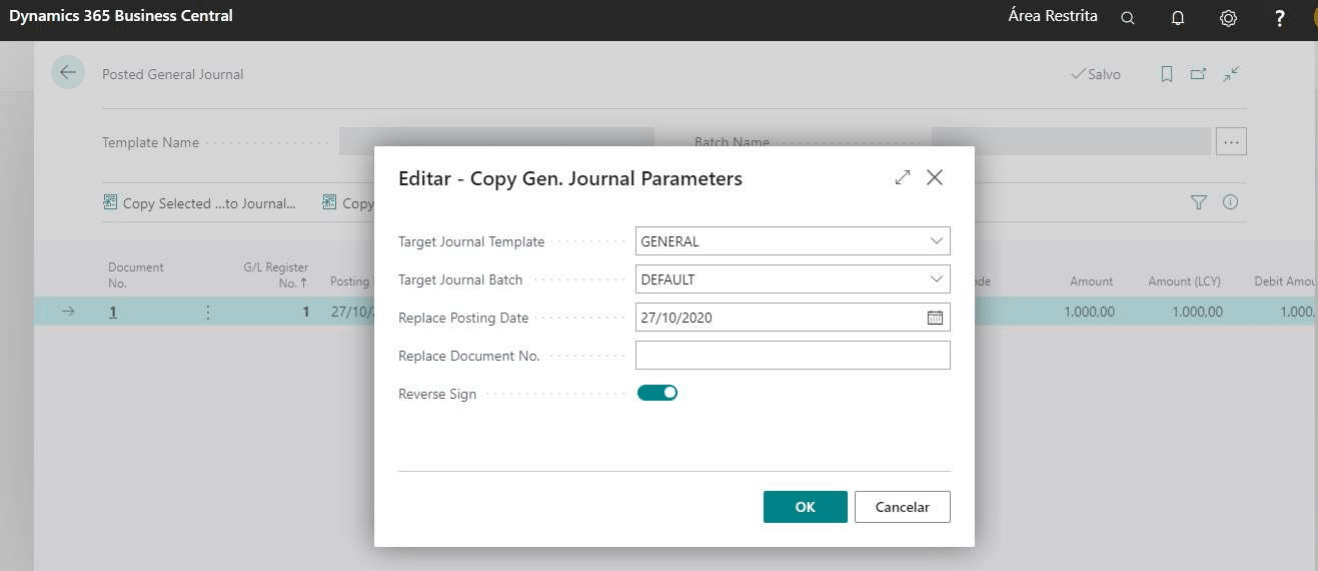 Dynamics 365 Business Central
Área Restrita
?
Posted General Journal
Salvo
Template Name
Batch Name
...
Copy Selected ...to Journal...
Copy
Editar - Copy Gen. Journal Parameters
Target Journal Template
GENERAL
Target Journal Batch
DEFAULT
Replace Posting Date
27/10/2020
Replace Document No.
Reverse Sign
OK
Cancelar
Document
No.
G/L Register
No. ↑
Posting
Amount
Amount (LCY)
Debit Amou
→ 1 1 27/10/ 1.000,00 1.000,00 1.000,